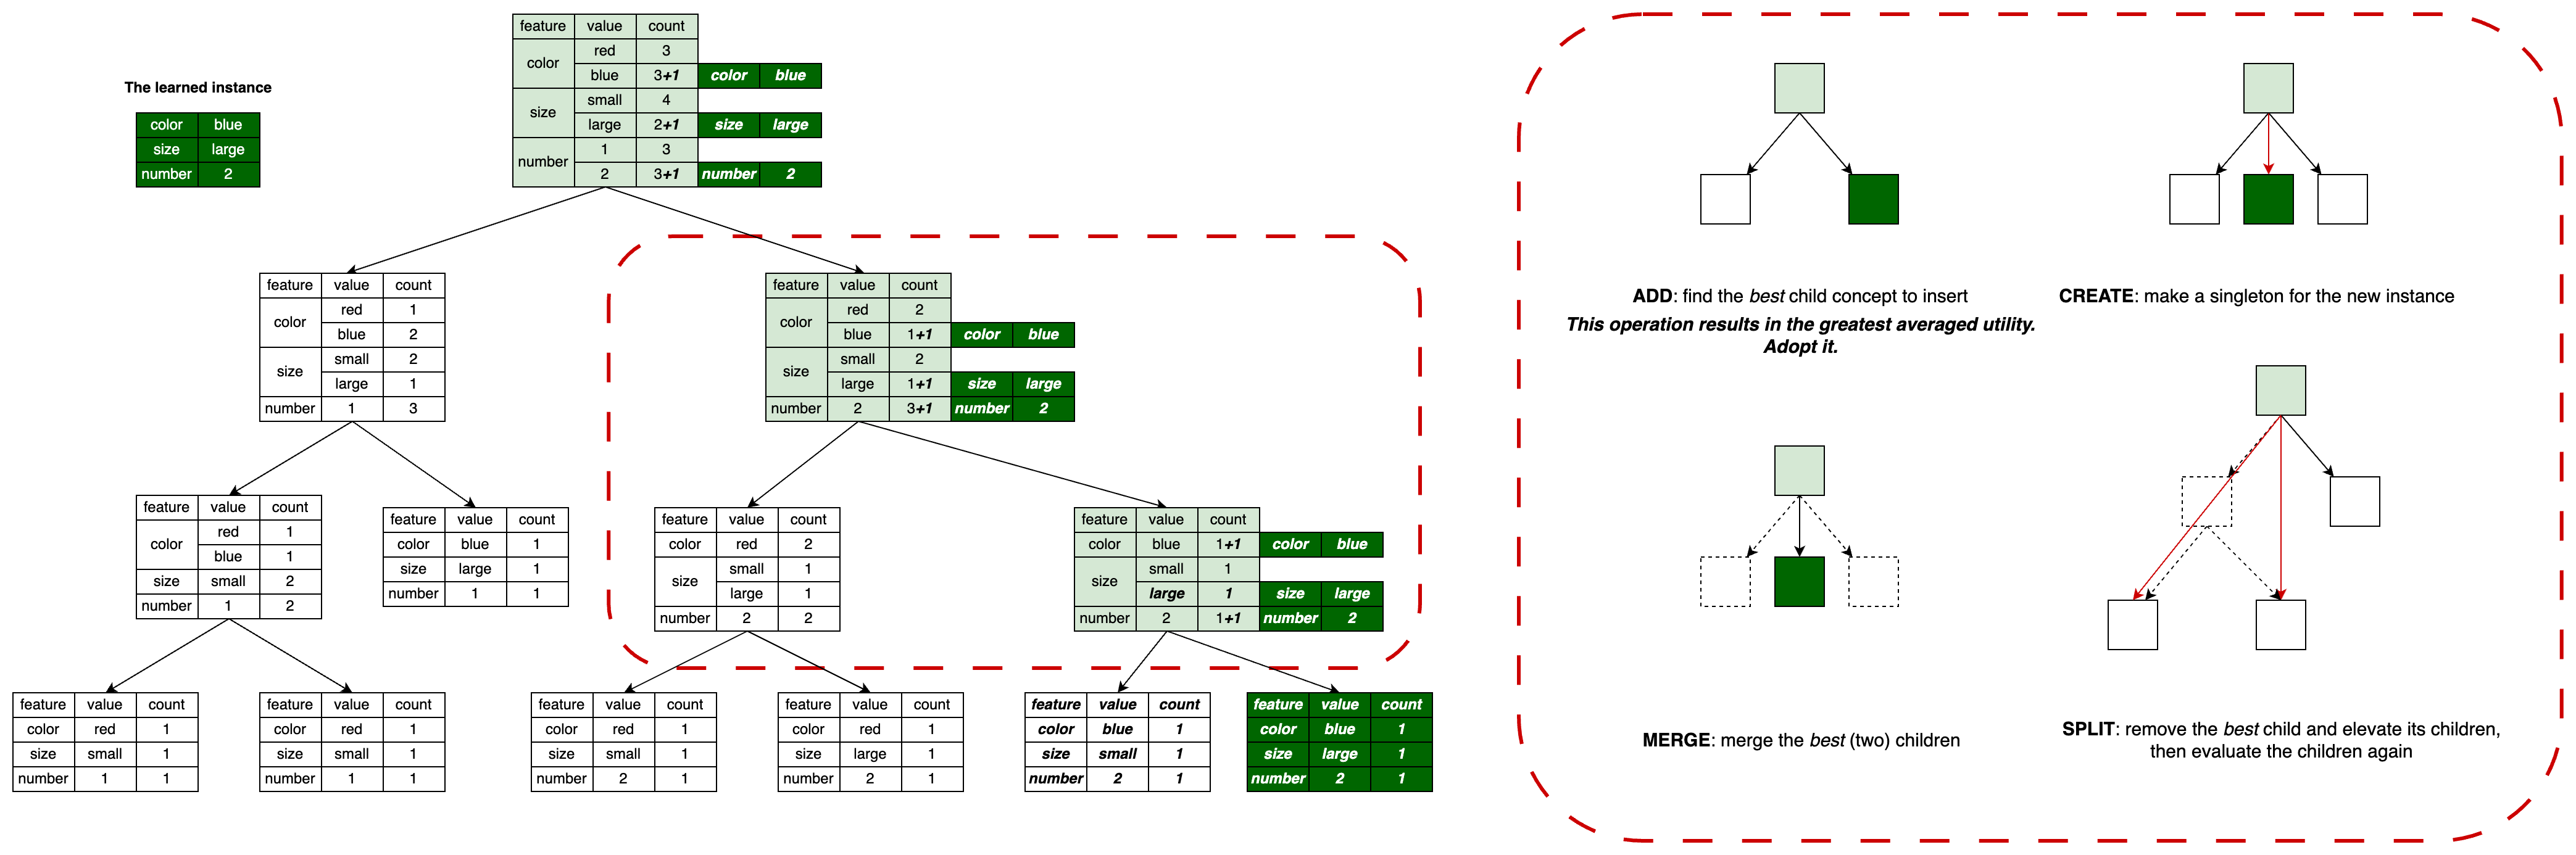 The learned instance
color blue
size large
number 2
feature value count
color red 3
blue 3+1 color blue
size small 4
large 2+1 size large
number 1 3
2 3+1 number 2
feature value count
color red 1
blue 2
size small 2
large 1
number 1 3
feature value count
color red 2
blue 1+1 color blue
size small 2
large 1+1 size large
number 2 3+1 number 2
feature value count
color red 1
blue 1
size small 2
number 1 2
feature value count
color blue 1
size large 1
number 1 1
feature value count
color red 2
size small 1
large 1
number 2 2
feature value count
color blue 1+1 color blue
size small 1
large 1 size large
number 2 1+1 number 2
feature value count
color red 1
size small 1
number 1 1
feature value count
color red 1
size small 1
number 1 1
feature value count
color red 1
size small 1
number 2 1
feature value count
color red 1
size large 1
number 2 1
feature value count
color blue 1
size small 1
number 2 1
feature value count
color blue 1
size large 1
number 2 1
ADD: find the best child concept to insert
This operation results in the greatest averaged utility.
Adopt it.
CREATE: make a singleton for the new instance
MERGE: merge the best (two) children
SPLIT: remove the best child and elevate its children,
then evaluate the children again